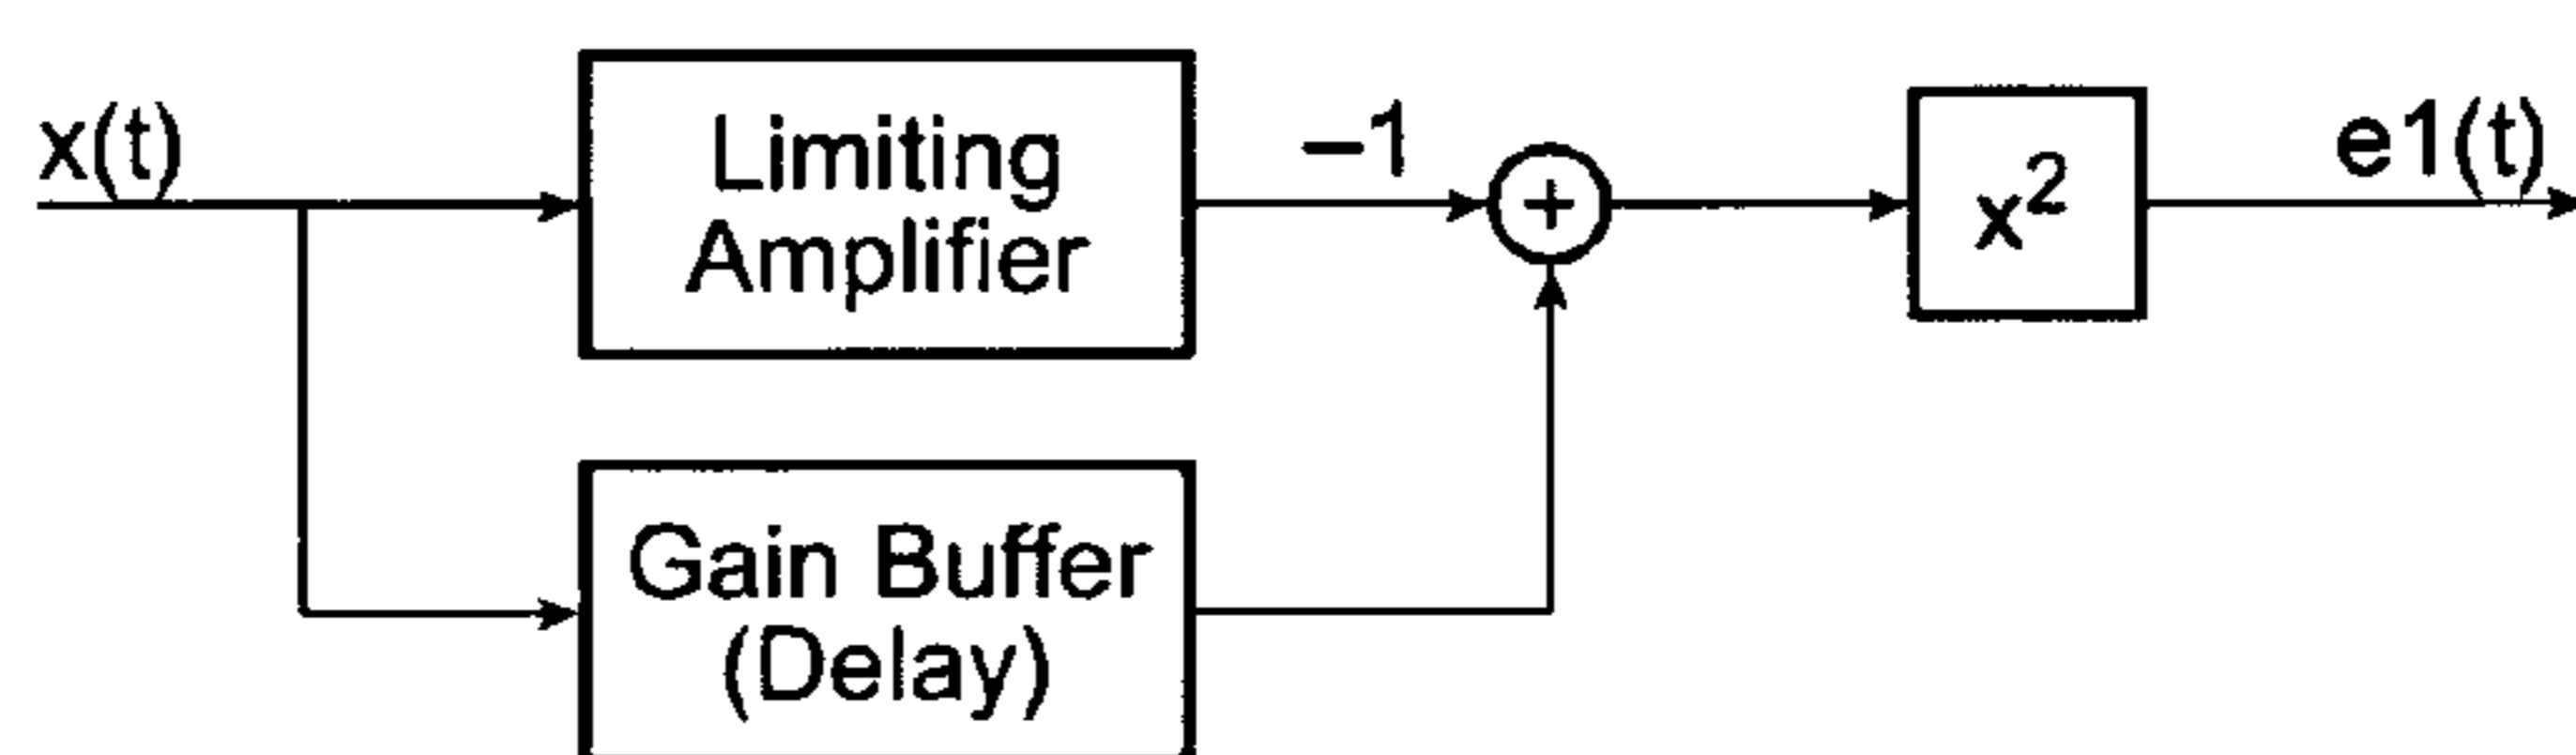 x(t)
Limiting
Amplifier
–1
+
x²
e1(t)
Gain Buffer
(Delay)